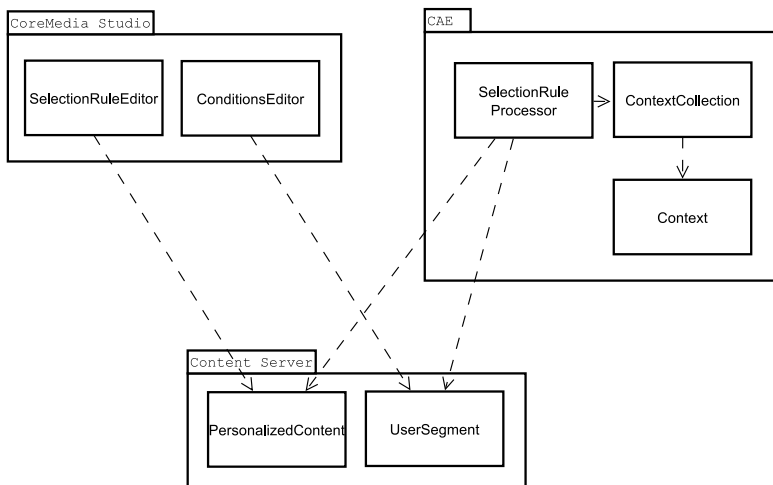 CoreMedia Studio
SelectionRuleEditor
ConditionsEditor
CAE
SelectionRule
Processor
ContextCollection
Context
Content Server
PersonalizedContent
UserSegment